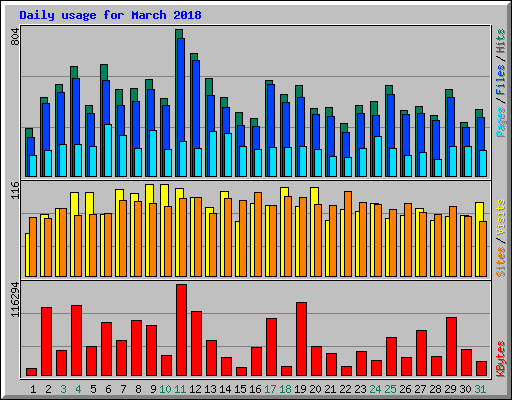 Daily usage for March 2018
804
Pages / Files / Hits
116
Sites / Visits
116294
KBytes
1 2 3 4 5 6 7 8 9 10 11 12 13 14 15 16 17 18 19 20 21 22 23 24 25 26 27 28 29 30 31